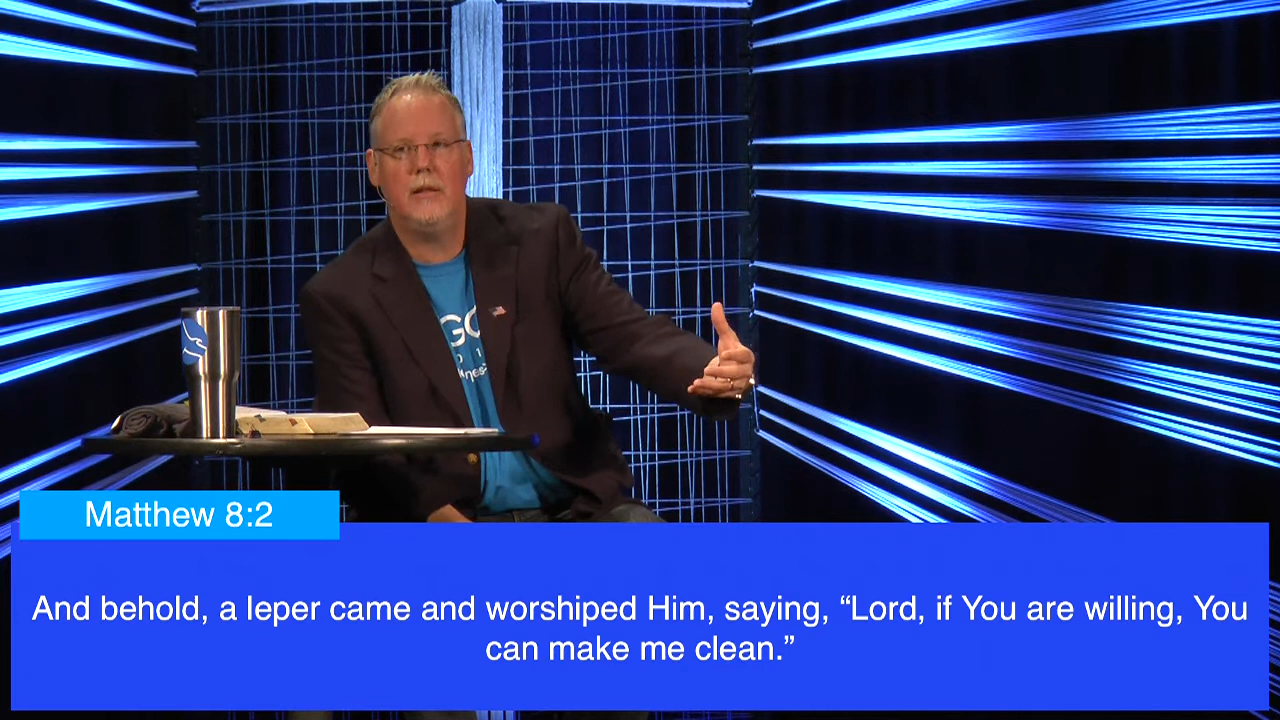 GO
Matthew 8:2
And behold, a leper came and worshiped Him, saying, “Lord, if You are willing, You
can make me clean.”